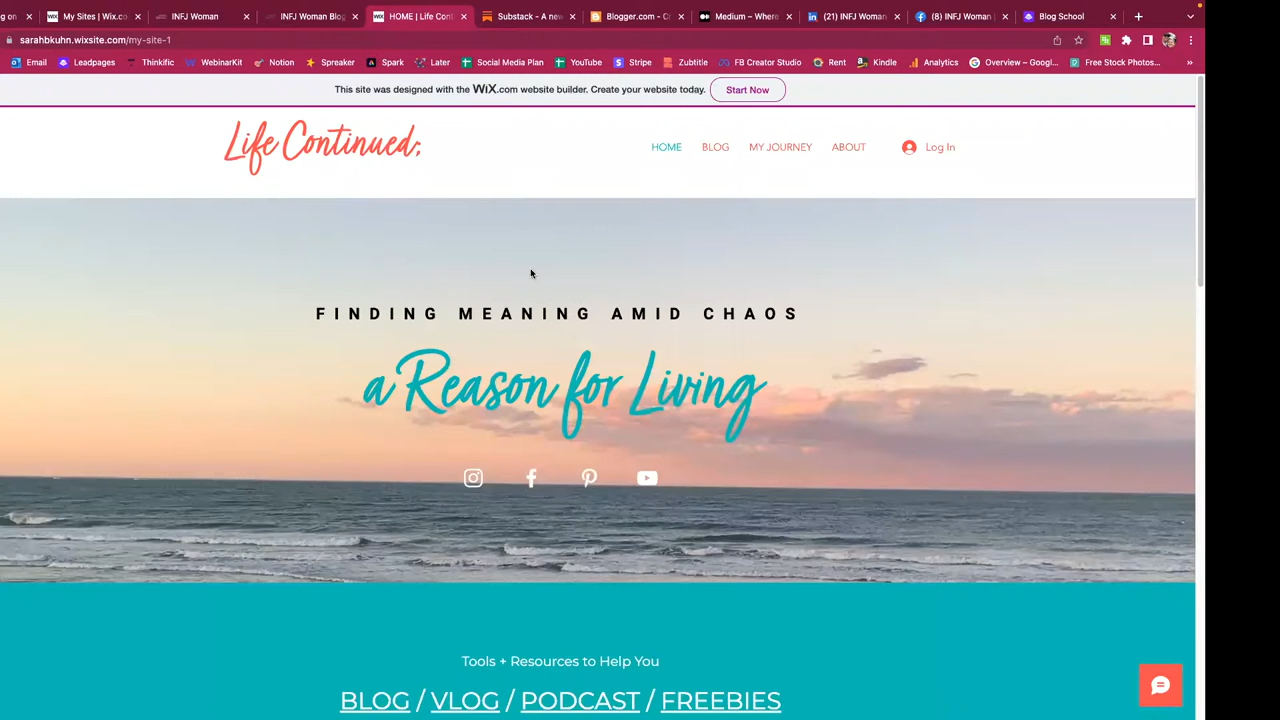 g on
My Sites | Wix.co
INFJ Woman
INFJ Woman Blog
HOME | Life Conti
Substack - A new
Blogger.com - Cr
Medium – Where
(21) INFJ Woman
(8) INFJ Woman
Blog School
sarahbkuhn.wixsite.com/my-site-1
Email
Leadpages
Thinkific
WebinarKit
Notion
Spreaker
Spark
Later
Social Media Plan
YouTube
Stripe
Zubtitle
FB Creator Studio
Rent
Kindle
Analytics
Overview – Googl...
Free Stock Photos...
This site was designed with the WiX.com website builder. Create your website today.
Start Now
Life Continued;
HOME
BLOG
MY JOURNEY
ABOUT
Log In
FINDING MEANING AMID CHAOS
a Reason for Living
Tools + Resources to Help You
BLOG / VLOG / PODCAST / FREEBIES